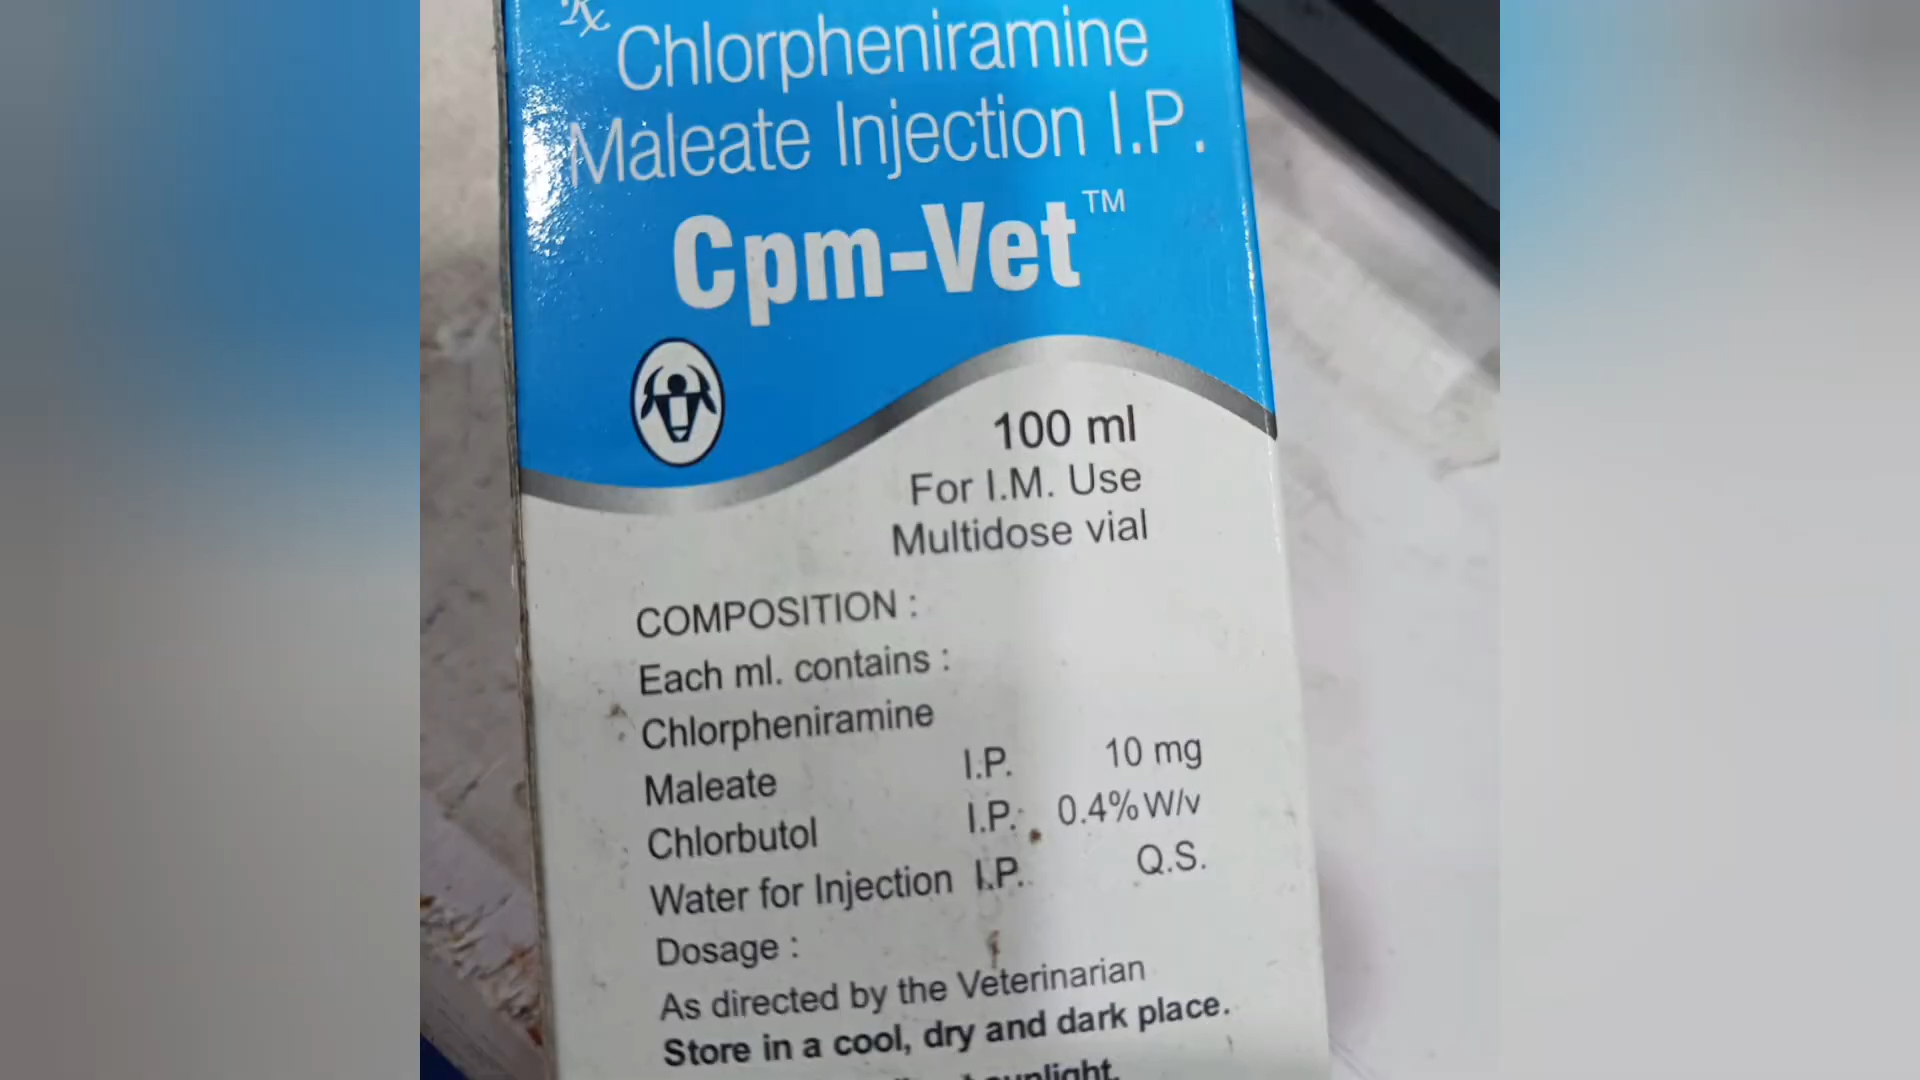 Rx
Chlorpheniramine
Maleate Injection I.P.
Cpm-Vet™
100 ml
For I.M. Use
Multidose vial
COMPOSITION :
Each ml. contains :
Chlorpheniramine
Maleate I.P. 10 mg
Chlorbutol I.P. 0.4% W/v
Water for Injection I.P. Q.S.
Dosage :
As directed by the Veterinarian
Store in a cool, dry and dark place.
sunlight.